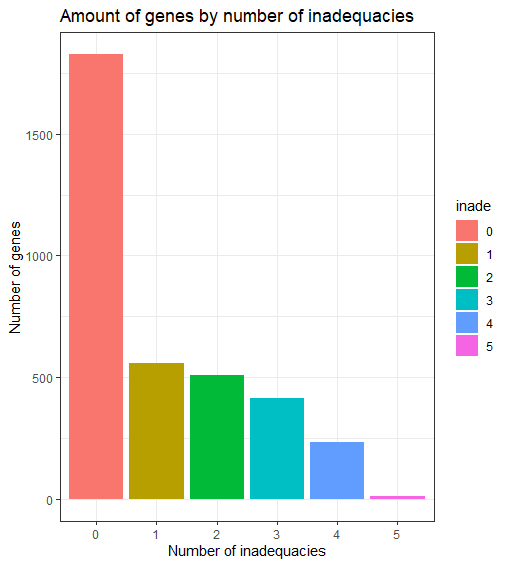 Amount of genes by number of inadequacies
Number of genes
1500
1000
500
0
0 1 2 3 4 5
Number of inadequacies
inade
0
1
2
3
4
5